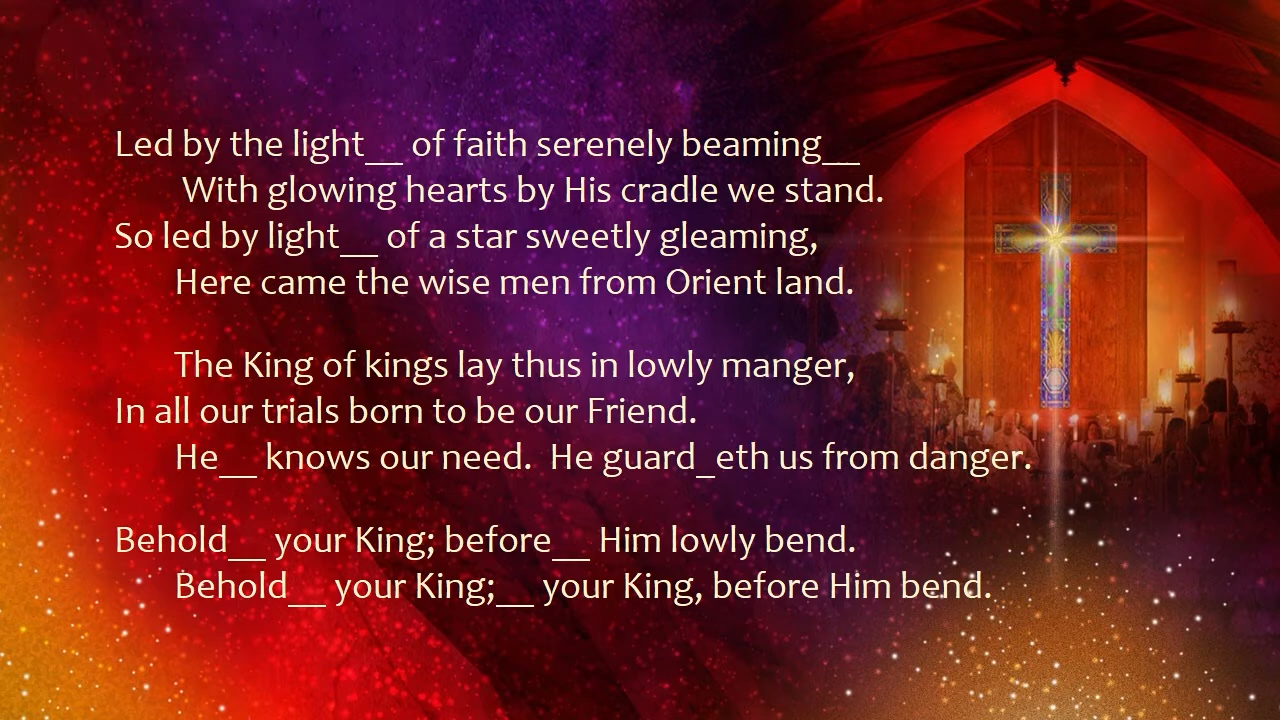 Led by the light__ of faith serenely beaming__
With glowing hearts by His cradle we stand.
So led by light__ of a star sweetly gleaming,
Here came the wise men from Orient land.
The King of kings lay thus in lowly manger,
In all our trials born to be our Friend.
He__ knows our need.  He guard_eth us from danger.
Behold__ your King; before__ Him lowly bend.
Behold__ your King;__ your King, before Him bend.